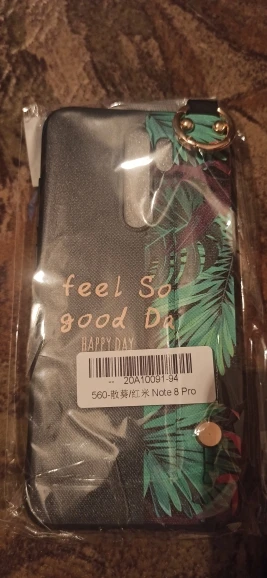 feel So
good Da
HAPPY DAY
-- 20A10091-94
560-散葵/红米 Note 8 Pro